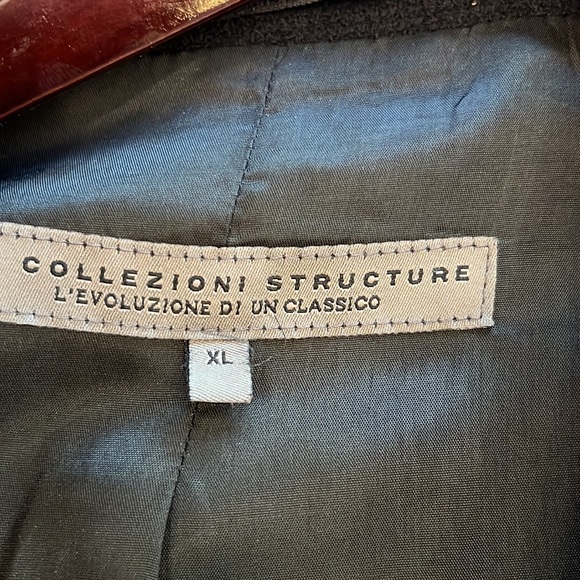 COLLEZIONI STRUCTURE
L'EVOLUZIONE DI UN CLASSICO
XL